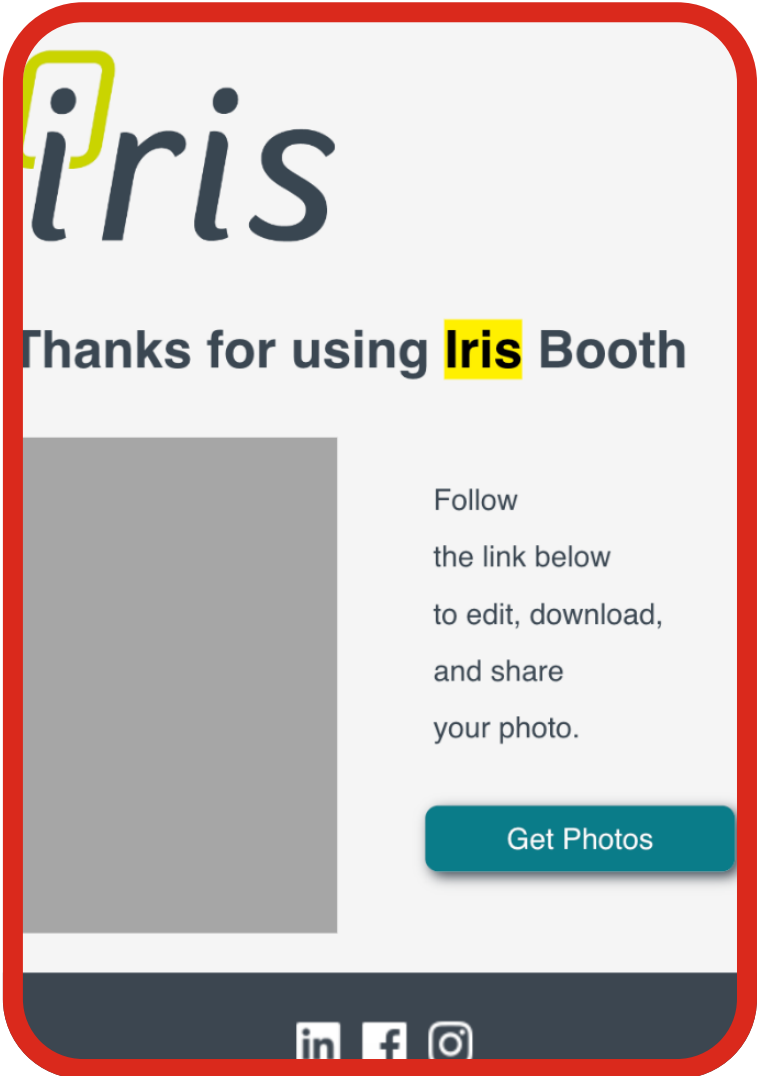 iris
Thanks for using Iris Booth
Follow
the link below
to edit, download,
and share
your photo.
Get Photos
in f